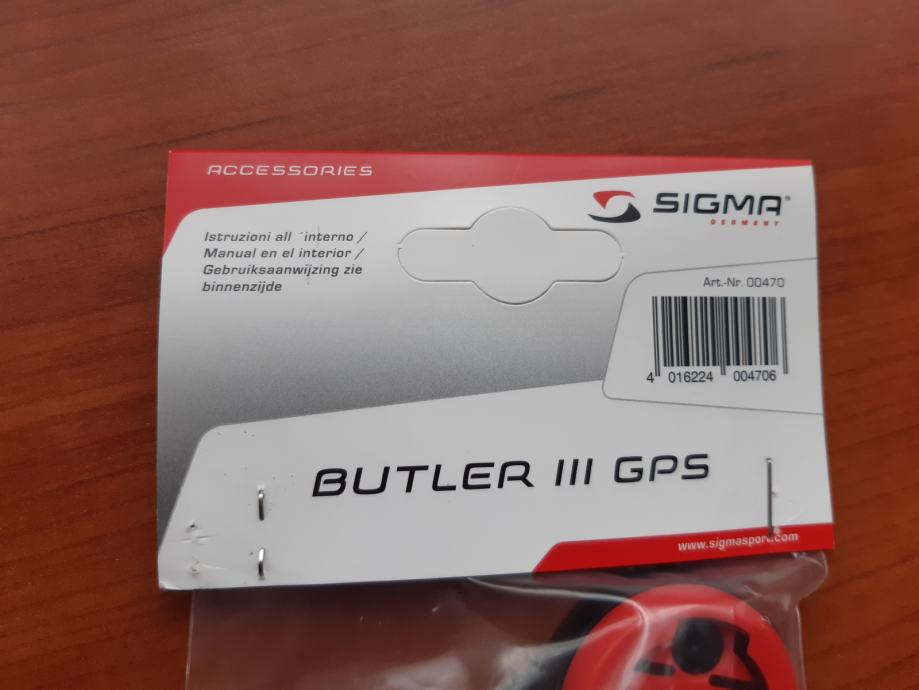 ACCESSORIES
SIGMA®
GERMANY
Istruzioni all ´interno /
Manual en el interior /
Gebruiksaanwijzing zie
binnenzijde
Art.-Nr. 00470
4 016224 004706
BUTLER III GPS
www.sigmasport.com